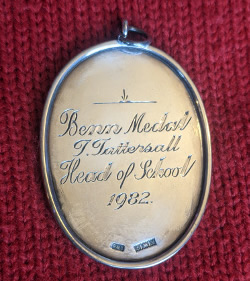 Benn Medal
T. Tattersall
Head of School
1932.